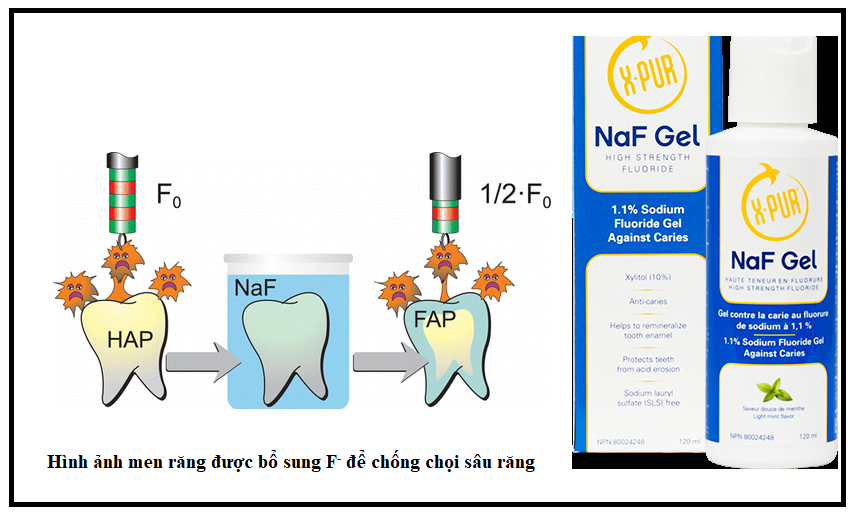 F₀
HAP
NaF
1/2·F₀
FAP
Hình ảnh men răng được bổ sung F⁻ để chống chọi sâu răng
X-PUR
NaF Gel
HIGH STRENGTH
FLUORIDE
1.1% Sodium
Fluoride Gel
Against Caries
Xylitol (10%)
Anti-caries
Helps to remineralize
tooth enamel
Protects teeth
from acid erosion
Sodium lauryl
sulfate (SLS) free
NPN 80024248
120 ml
X-PUR
NaF Gel
HAUTE TENEUR EN FLUORURE
HIGH STRENGTH FLUORIDE
Gel contre la carie au fluorure
de sodium à 1,1 %
1.1% Sodium Fluoride Gel
Against Caries
Saveur douce de menthe
Light mint flavor
NPN 80024248
120 ml